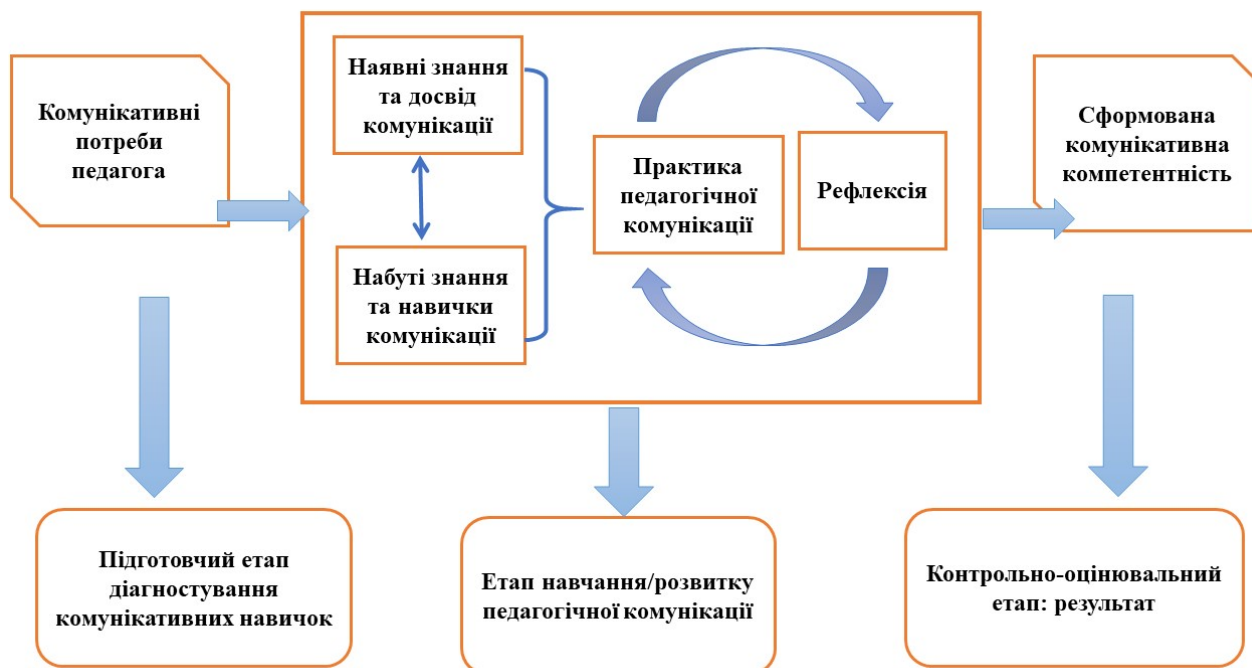 Комунікативні
потреби
педагога
Наявні знання
та досвід
комунікації
Набуті знання
та навички
комунікації
Практика
педагогічної
комунікації
Рефлексія
Сформована
комунікативна
компетентність
Підготовчий етап
діагностування
комунікативних навичок
Етап навчання/розвитку
педагогічної комунікації
Контрольно-оцінювальний
етап: результат